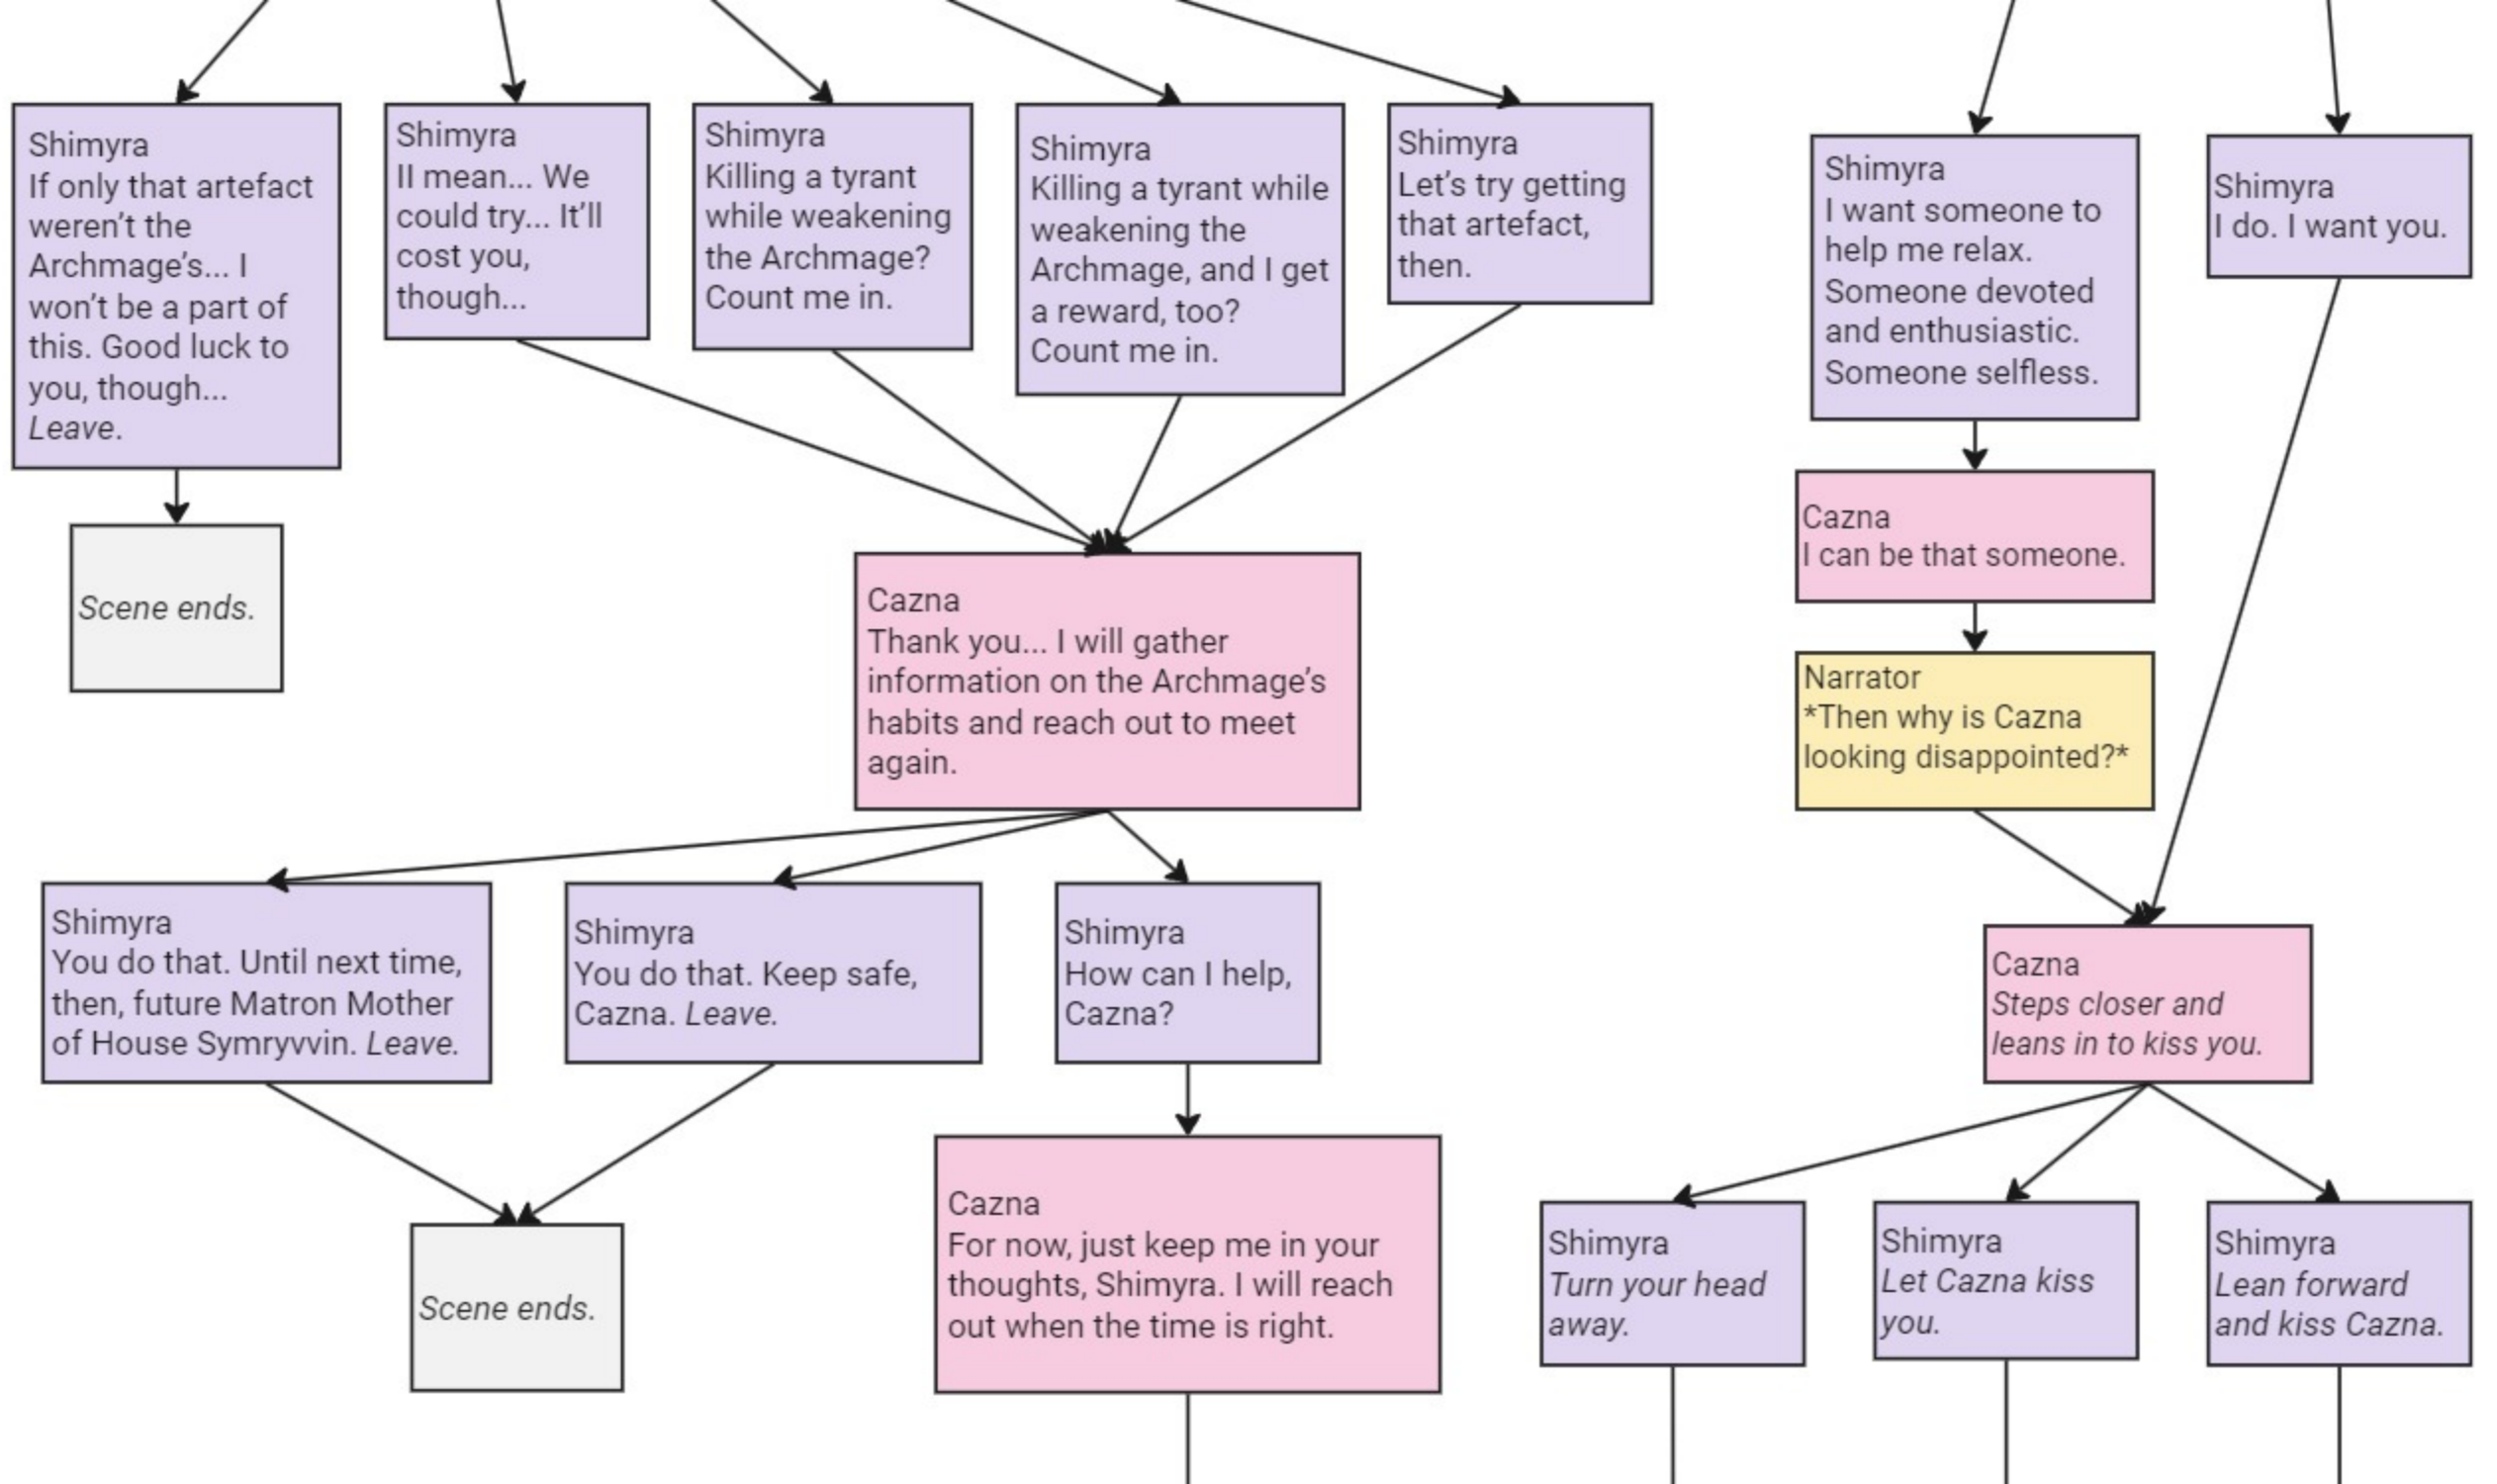 Shimyra
If only that artefact
weren't the
Archmage's... I
won't be a part of
this. Good luck to
you, though...
Leave.
Shimyra
II mean... We
could try... It'll
cost you,
though...
Shimyra
Killing a tyrant
while weakening
the Archmage?
Count me in.
Shimyra
Killing a tyrant while
weakening the
Archmage, and I get
a reward, too?
Count me in.
Shimyra
Let's try getting
that artefact,
then.
Shimyra
I want someone to
help me relax.
Someone devoted
and enthusiastic.
Someone selfless.
Shimyra
I do. I want you.
Scene ends.
Cazna
Thank you... I will gather
information on the Archmage's
habits and reach out to meet
again.
Cazna
I can be that someone.
Narrator
*Then why is Cazna
looking disappointed?*
Shimyra
You do that. Until next time,
then, future Matron Mother
of House Symryvvin. Leave.
Shimyra
You do that. Keep safe,
Cazna. Leave.
Shimyra
How can I help,
Cazna?
Cazna
Steps closer and
leans in to kiss you.
Scene ends.
Cazna
For now, just keep me in your
thoughts, Shimyra. I will reach
out when the time is right.
Shimyra
Turn your head
away.
Shimyra
Let Cazna kiss
you.
Shimyra
Lean forward
and kiss Cazna.